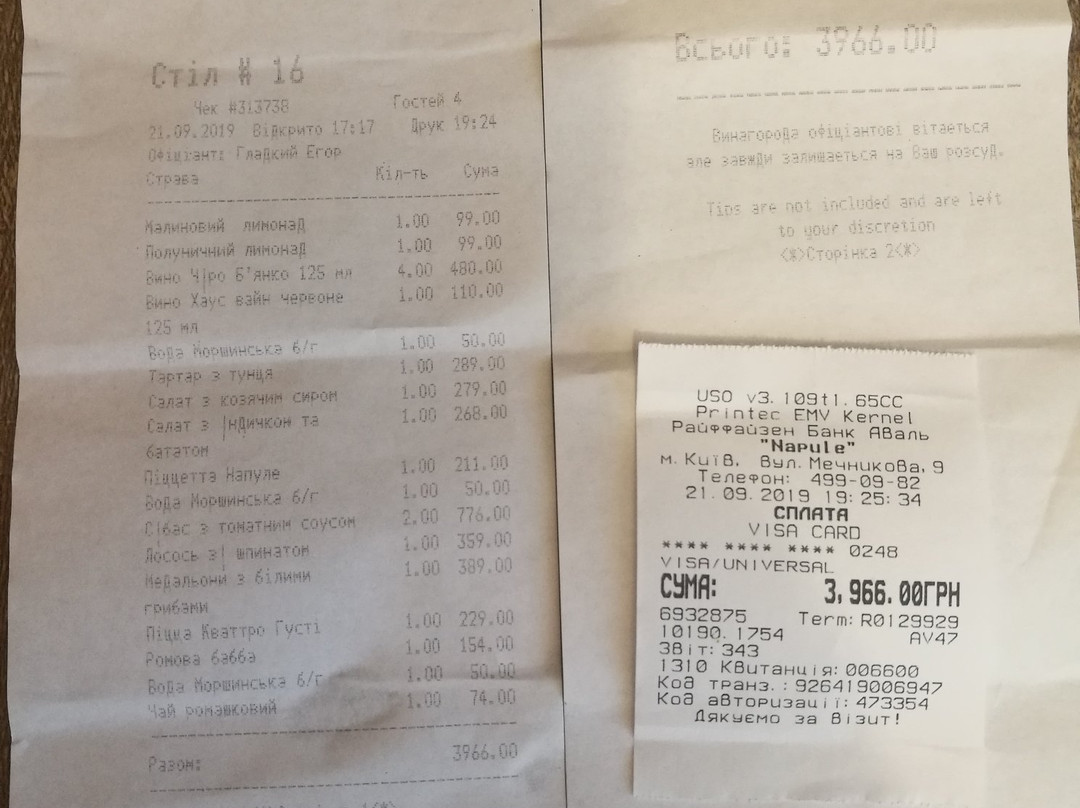 Стіл # 16
Чек #313738 Гостей 4
21.09.2019 Відкрито 17:17 Друк 19:24
Офіціант: Гладкий Егор
Страва Кіл-ть Сума
Малиновий лимонад 1.00 99.00
Полуничний лимонад 1.00 99.00
Вино Ч/ро Б'янко 125 мл 4.00 480.00
Вино Хаус вайн червоне 1.00 110.00
125 мл
Вода Моршинська б/г 1.00 50.00
Тартар з тунця 1.00 289.00
Салат з козячим сиром 1.00 279.00
Салат з індичкою та 1.00 268.00
бататом
Піццетта Напуле 1.00 211.00
Вода Моршинська б/г 1.00 50.00
Сібас з томатним соусом 2.00 776.00
Лосось зі шпинатом 1.00 359.00
Медальони з білими 1.00 389.00
грибами
Піцца Кваттро Густі 1.00 229.00
Ромова бабба 1.00 154.00
Вода Моршинська б/г 1.00 50.00
Чай ромашковий 1.00 74.00
Разом: 3966.00
Всього: 3966.00
Винагорода офіціантові вітається
але завжди залишається на Ваш розсуд.
Tips are not included and are left
to your discretion
<*>Сторінка 2<*>
USO v3.109t1.65CC
Printec EMV Kernel
Райффайзен Банк Аваль
"Napule"
м. Київ, вул. Мечникова, 9
Телефон: 499-09-82
21.09.2019 19:25:34
СПЛАТА
VISA CARD
**** **** **** 0248
VISA/UNIVERSAL
СУМА: 3,966.00ГРН
6932875 Term: R0129929
10190.1754 AV47
Звіт: 343
1310 Квитанція: 006600
Код транз.: 926419006947
Код авторизації: 473354
Дякуємо за візит!